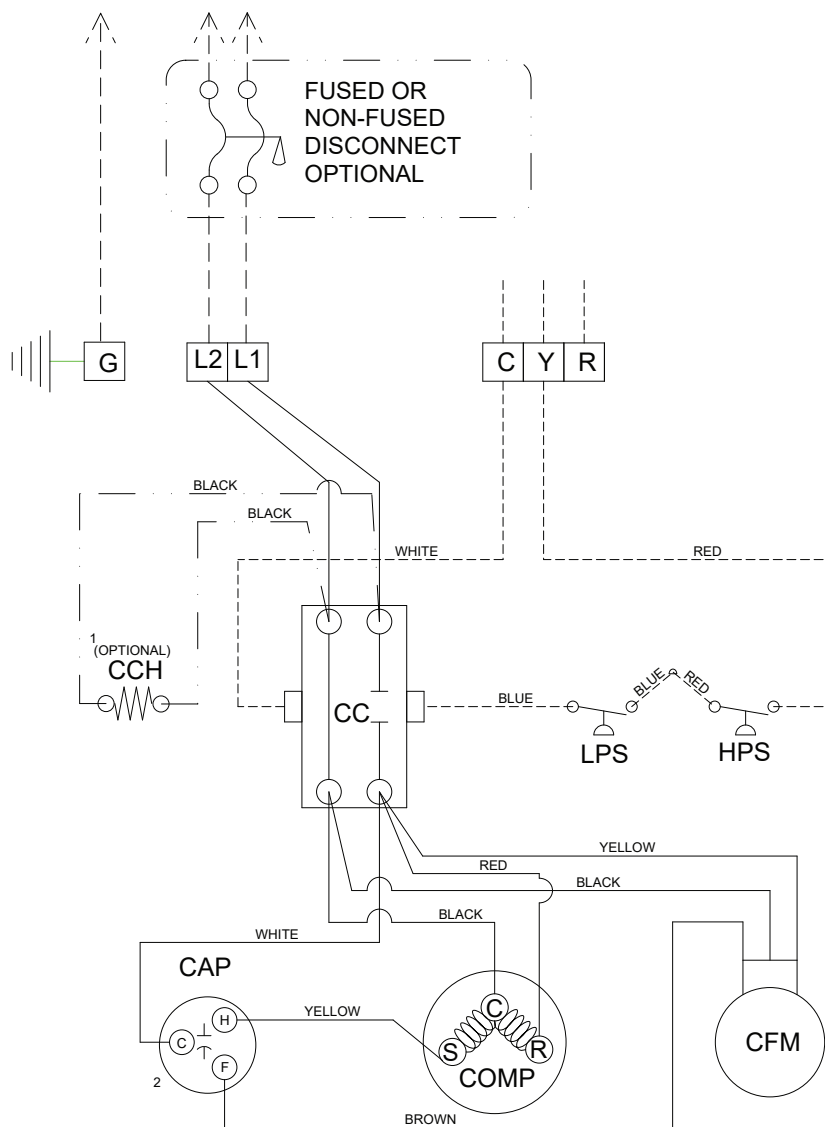 FUSED OR
NON-FUSED
DISCONNECT
OPTIONAL
G
L2 L1
C Y R
BLACK
BLACK
WHITE
RED
1
(OPTIONAL)
CCH
CC
BLUE
BLUE
RED
LPS
HPS
YELLOW
RED
BLACK
BLACK
WHITE
CAP
YELLOW
H
C
F
2
C
S
R
COMP
CFM
BROWN